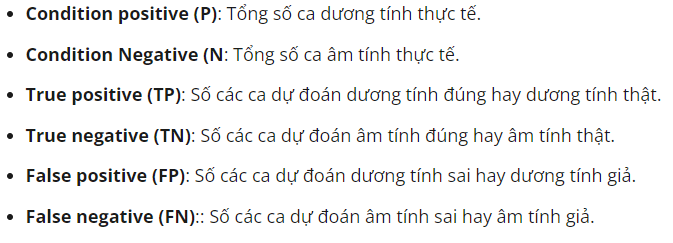 Condition positive (P): Tổng số ca dương tính thực tế.
Condition Negative (N: Tổng số ca âm tính thực tế.
True positive (TP): Số các ca dự đoán dương tính đúng hay dương tính thật.
True negative (TN): Số các ca dự đoán âm tính đúng hay âm tính thật.
False positive (FP): Số các ca dự đoán dương tính sai hay dương tính giả.
False negative (FN):: Số các ca dự đoán âm tính sai hay âm tính giả.